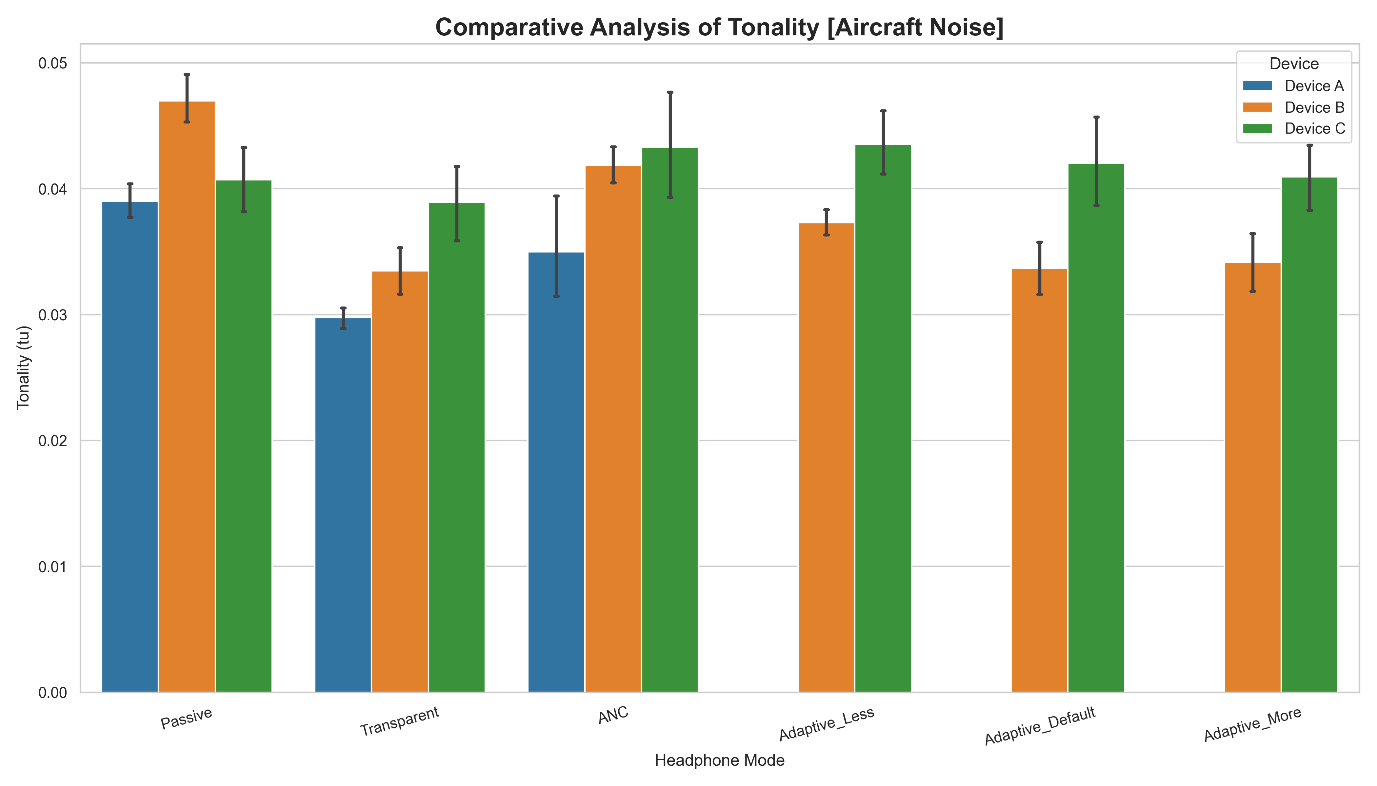 Comparative Analysis of Tonality [Aircraft Noise]
Device
Device A
Device B
Device C
Tonality (tu)
0.05
0.04
0.03
0.02
0.01
0.00
Passive
Transparent
ANC
Adaptive_Less
Adaptive_Default
Adaptive_More
Headphone Mode